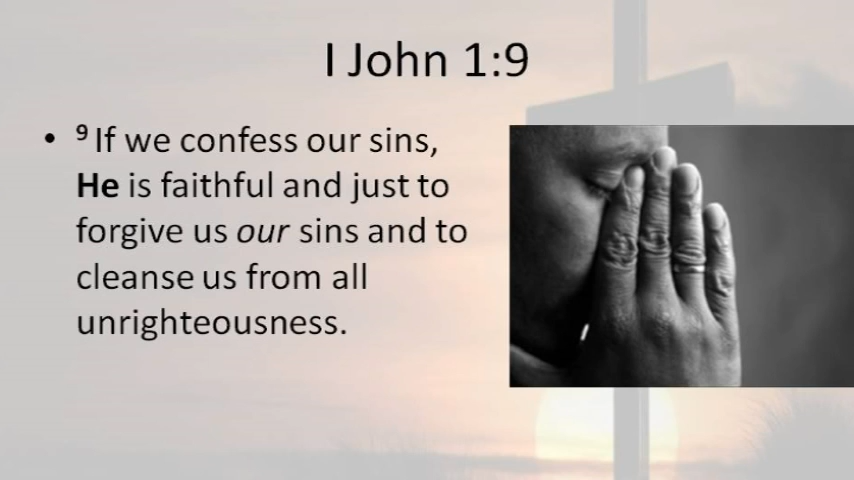 I John 1:9
• 9 If we confess our sins,
He is faithful and just to
forgive us our sins and to
cleanse us from all
unrighteousness.